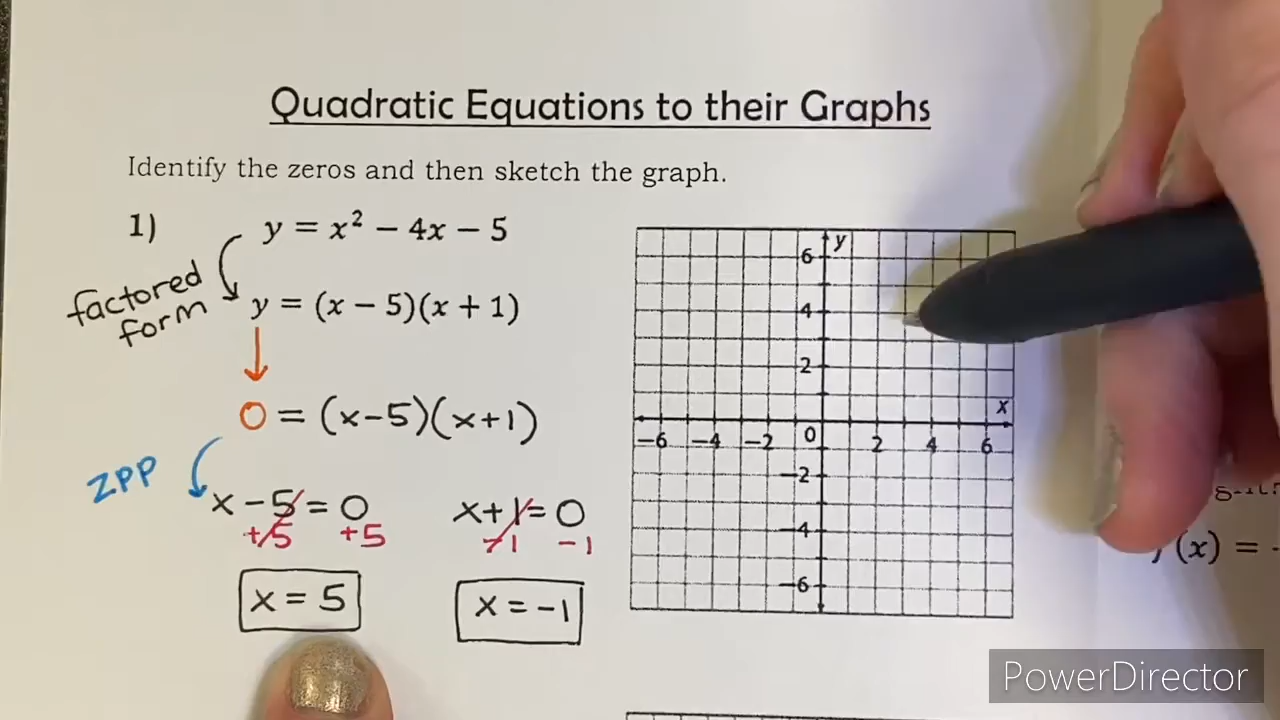 Quadratic Equations to their Graphs
Identify the zeros and then sketch the graph.
1) y = x² − 4x − 5
factored form
y = (x − 5)(x + 1)
0 = (x-5)(x+1)
ZPP
x - 5 = 0 x + 1 = 0
+5 +5 -1 -1
x = 5 x = -1
y
6
4
2
x
-6 -4 -2 0 2 4 6
-2
-4
-6
(x) =
PowerDirector